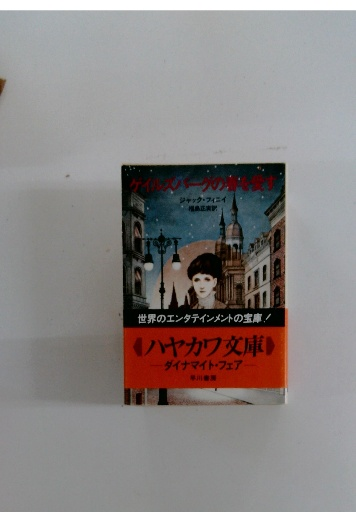 ゲイルズバーグの春を愛す
ジャック・フィニイ
福島正実訳
世界のエンタテインメントの宝庫！
ハヤカワ文庫
ダイナマイト・フェア
早川書房